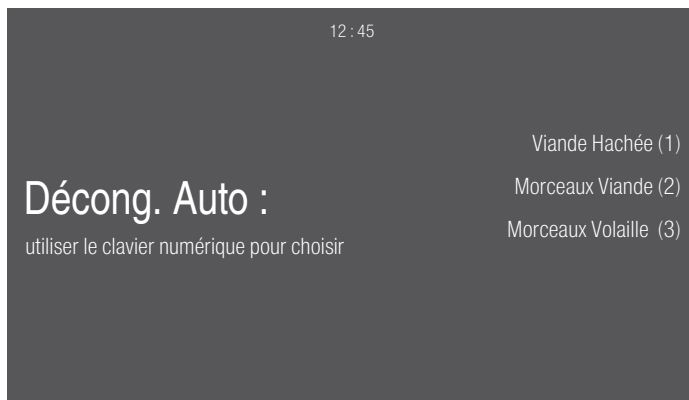 12 : 45
Décong. Auto :
utiliser le clavier numérique pour choisir
Viande Hachée (1)
Morceaux Viande (2)
Morceaux Volaille (3)